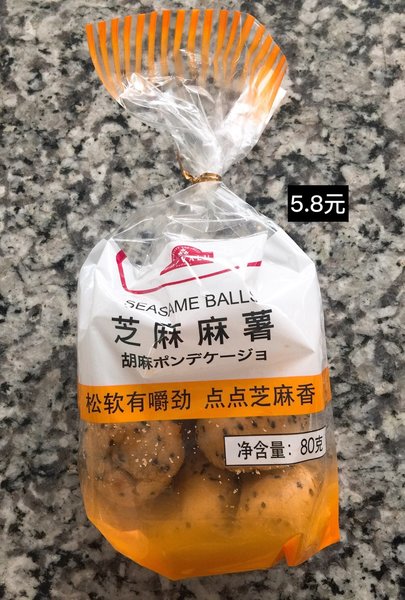 5.8元
SEASAME BALLS
芝麻麻薯
胡麻ポンデケージョ
松软有嚼劲 点点芝麻香
净含量：80克